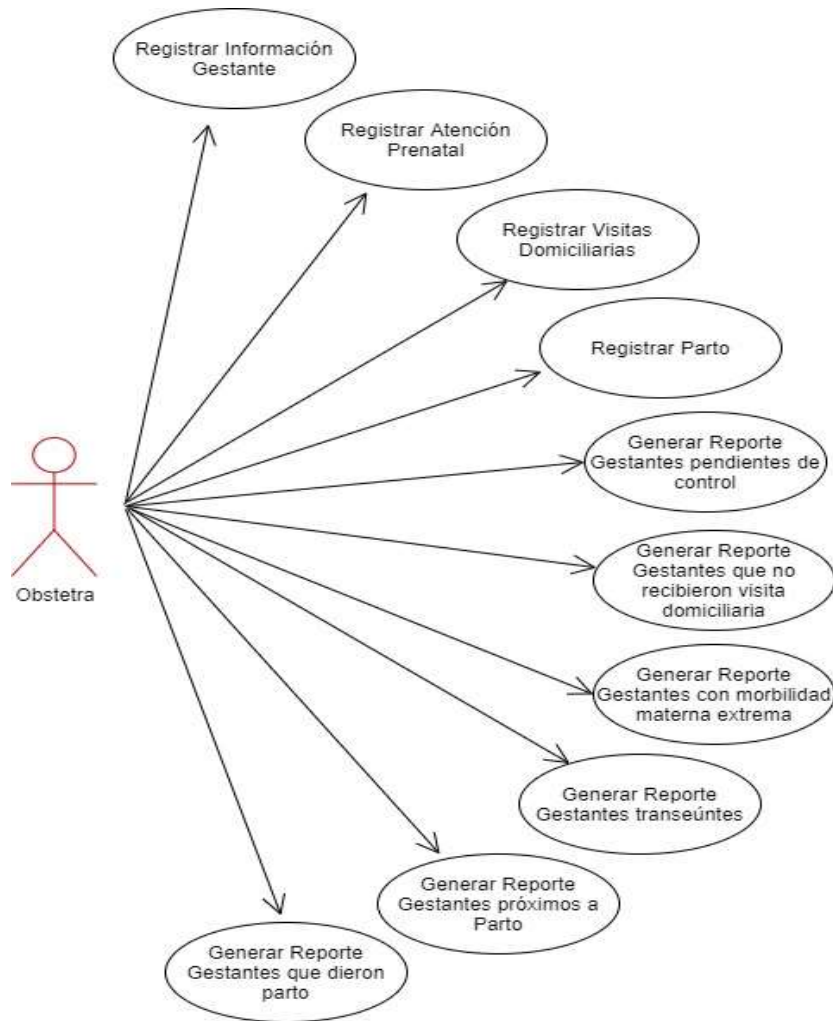 Registrar Información
Gestante
Registrar Atención
Prenatal
Registrar Visitas
Domiciliarias
Registrar Parto
Generar Reporte
Gestantes pendientes de
control
Obstetra
Generar Reporte
Gestantes que no
recibieron visita
domiciliaria
Generar Reporte
Gestantes con morbilidad
materna extrema
Generar Reporte
Gestantes transeúntes
Generar Reporte
Gestantes próximos a
Parto
Generar Reporte
Gestantes que dieron
parto